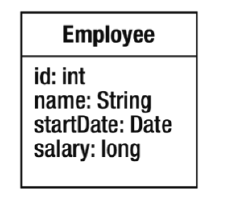 Employee
id: int
name: String
startDate: Date
salary: long